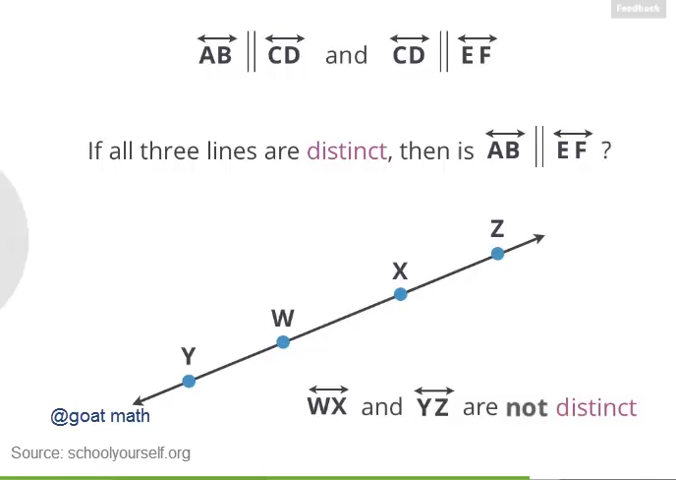 Feedback
AB || CD and CD || EF
If all three lines are distinct, then is AB || EF ?
Z
X
W
Y
WX and YZ are not distinct
@goat math
Source: schoolyourself.org